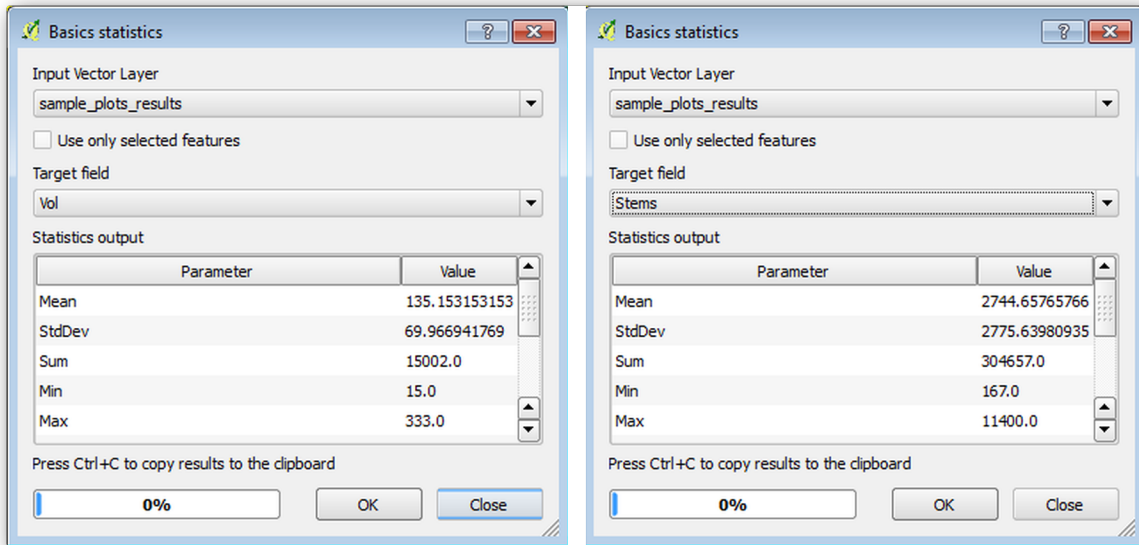 Basics statistics
Input Vector Layer
sample_plots_results
Use only selected features
Target field
Vol
Statistics output
Parameter Value
Mean 135.153153153
StdDev 69.966941769
Sum 15002.0
Min 15.0
Max 333.0
Press Ctrl+C to copy results to the clipboard
0% OK Close
Basics statistics
Input Vector Layer
sample_plots_results
Use only selected features
Target field
Stems
Statistics output
Parameter Value
Mean 2744.65765766
StdDev 2775.63980935
Sum 304657.0
Min 167.0
Max 11400.0
Press Ctrl+C to copy results to the clipboard
0% OK Close